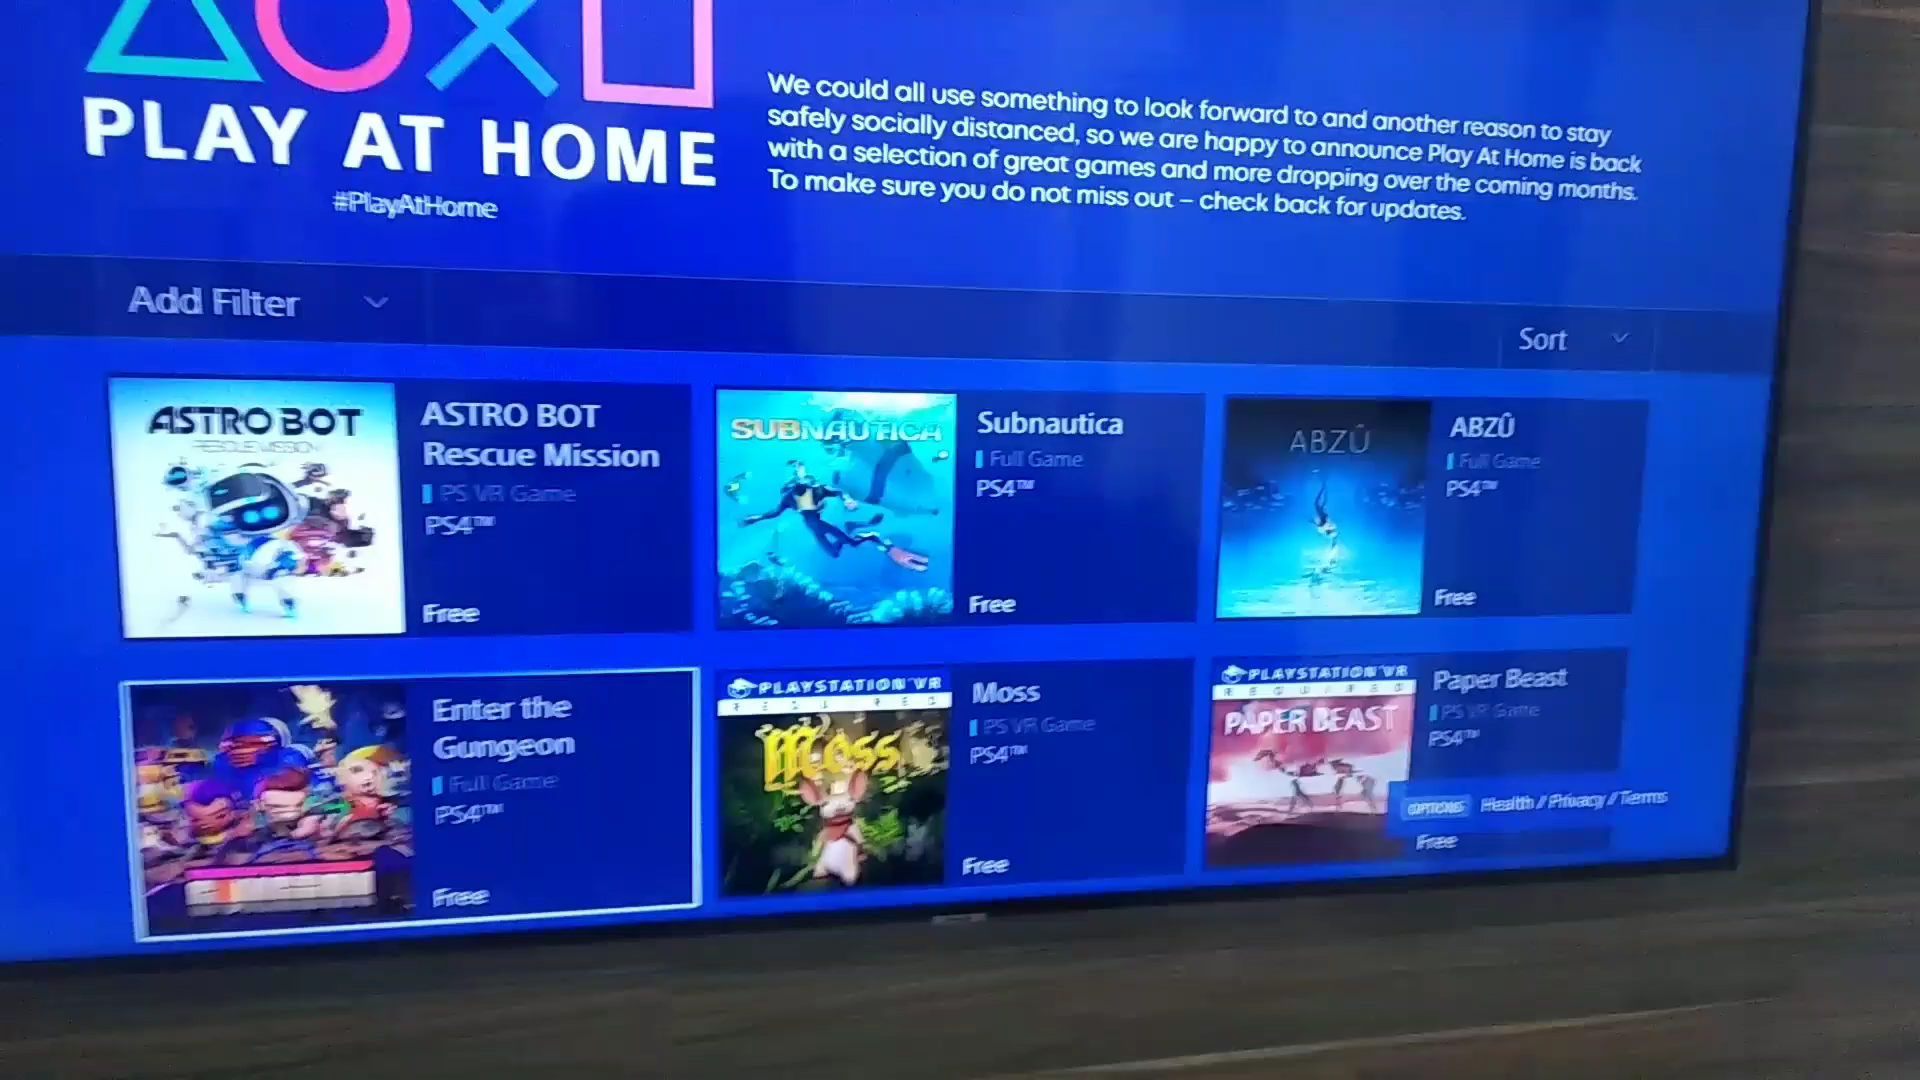 PLAY AT HOME
#PlayAtHome
We could all use something to look forward to and another reason to stay
safely socially distanced, so we are happy to announce Play At Home is back
with a selection of great games and more dropping over the coming months.
To make sure you do not miss out – check back for updates.
Add Filter
Sort
ASTRO BOT
RESCUE MISSION
ASTRO BOT
Rescue Mission
PS VR Game
PS4™
Free
SUBNAUTICA
Subnautica
Full Game
PS4™
Free
ABZÛ
ABZÛ
Full Game
PS4™
Free
Enter the
Gungeon
Full Game
PS4™
Free
PLAYSTATION VR
REQUIRED
Moss
Moss
PS VR Game
PS4™
Free
PLAYSTATION VR
REQUIRED
PAPER BEAST
Paper Beast
PS VR Game
PS4™
OPTIONS Health / Privacy / Terms
Free